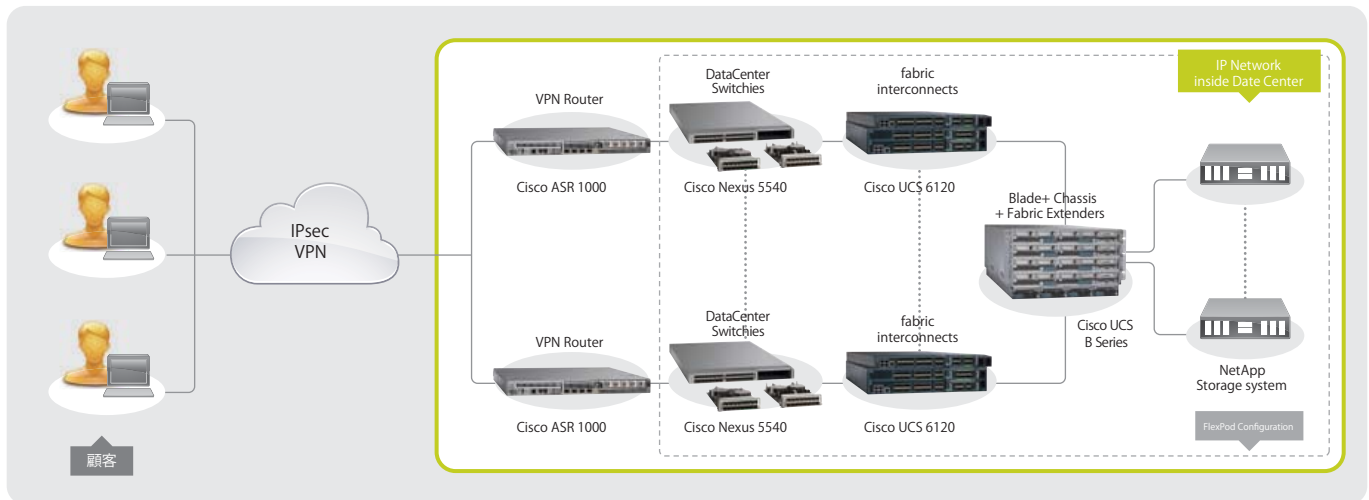 IP Network
inside Date Center
DataCenter
Switchies
fabric
interconnects
VPN Router
Cisco ASR 1000
Cisco Nexus 5540
Cisco UCS 6120
Blade+ Chassis
+ Fabric Extenders
IPsec
VPN
DataCenter
Switchies
fabric
interconnects
VPN Router
Cisco UCS
B Series
NetApp
Storage system
Cisco ASR 1000
Cisco Nexus 5540
Cisco UCS 6120
FlexPod Configuration
顧客